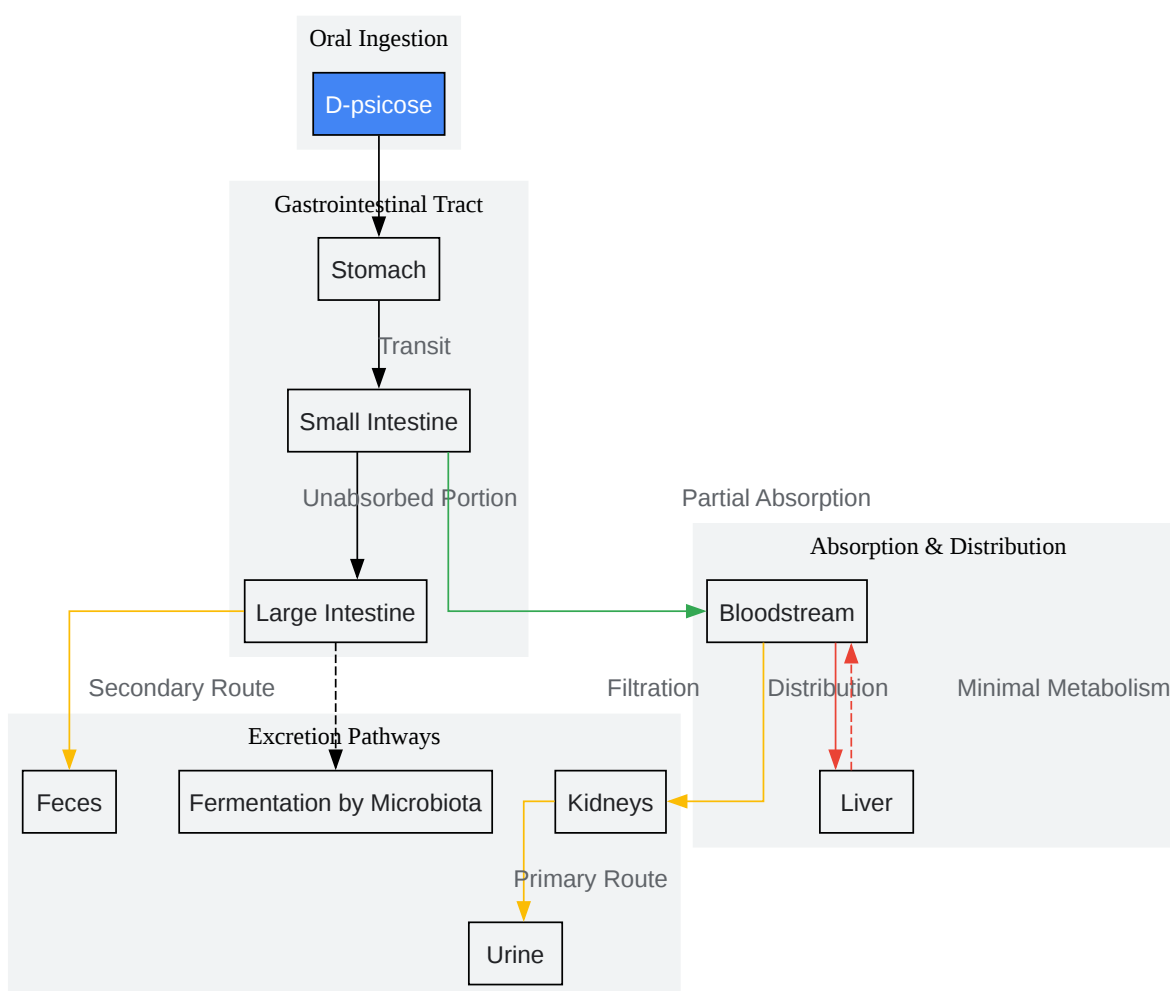 Oral Ingestion
D-psicose
Gastrointestinal Tract
Stomach
Transit
Small Intestine
Unabsorbed Portion
Partial Absorption
Absorption & Distribution
Large Intestine
Bloodstream
Secondary Route
Filtration
Distribution
Minimal Metabolism
Excretion Pathways
Feces
Fermentation by Microbiota
Kidneys
Liver
Primary Route
Urine